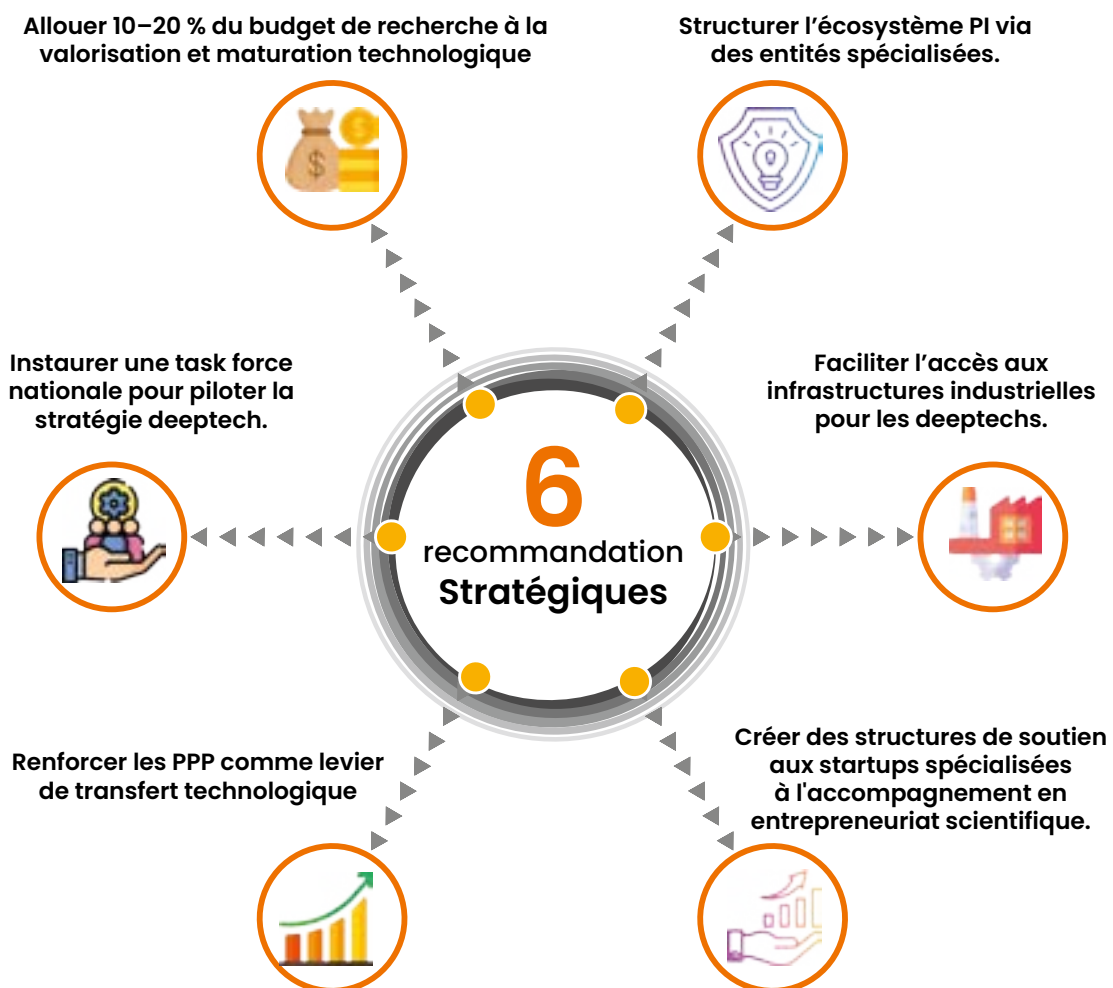 Allouer 10–20 % du budget de recherche à la
valorisation et maturation technologique
Structurer l’écosystème PI via
des entités spécialisées.
$
$
Instaurer une task force
nationale pour piloter la
stratégie deeptech.
Faciliter l’accès aux
infrastructures industrielles
pour les deeptechs.
6
recommandation
Stratégiques
Renforcer les PPP comme levier
de transfert technologique
Créer des structures de soutien
aux startups spécialisées
à l'accompagnement en
entrepreneuriat scientifique.